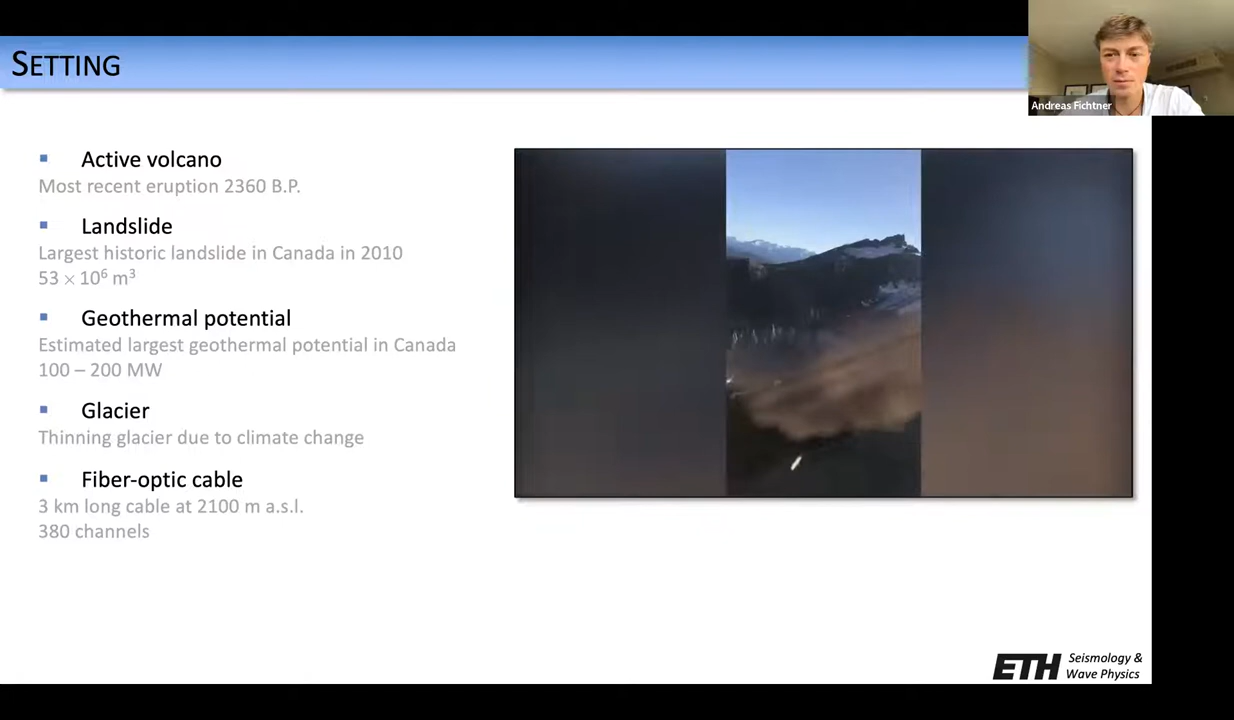 SETTING
Andreas Fichtner
▪ Active volcano
Most recent eruption 2360 B.P.
▪ Landslide
Largest historic landslide in Canada in 2010
53 × 10⁶ m³
▪ Geothermal potential
Estimated largest geothermal potential in Canada
100 – 200 MW
▪ Glacier
Thinning glacier due to climate change
▪ Fiber-optic cable
3 km long cable at 2100 m a.s.l.
380 channels
ETH Seismology &
Wave Physics